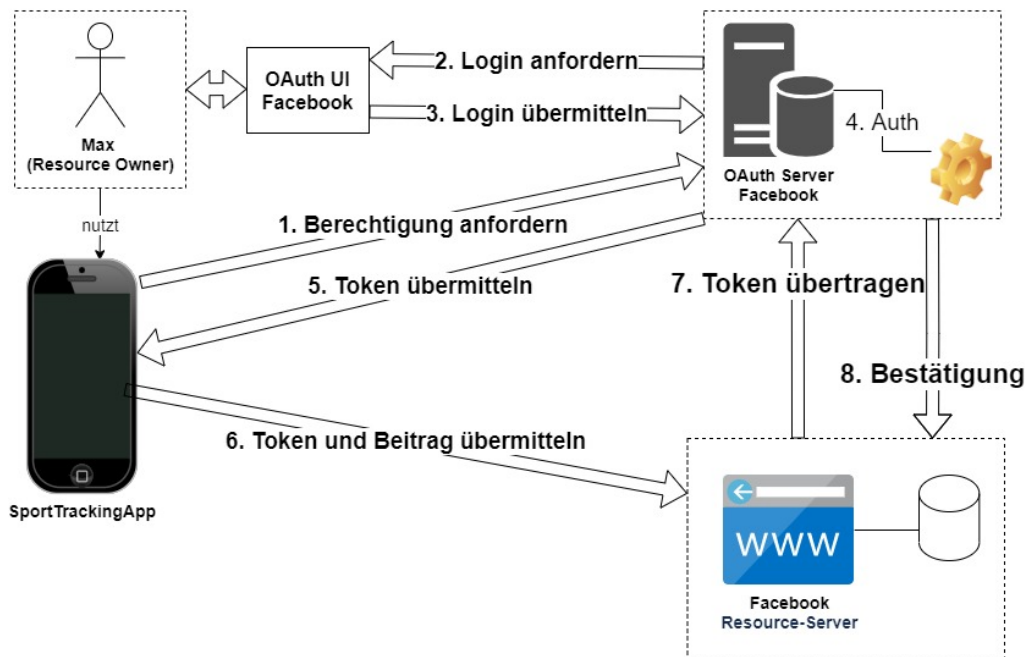 Max
(Resource Owner)
nutzt
OAuth UI
Facebook
2. Login anfordern
3. Login übermitteln
4. Auth
OAuth Server
Facebook
1. Berechtigung anfordern
5. Token übermitteln
7. Token übertragen
8. Bestätigung
6. Token und Beitrag übermitteln
SportTrackingApp
WWW
Facebook
Resource-Server